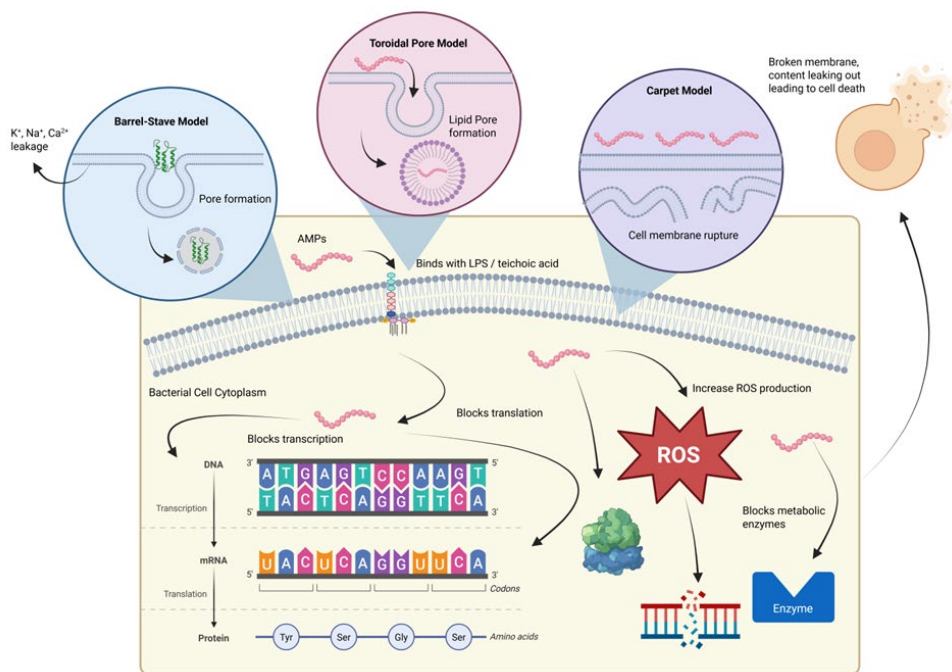 Barrel-Stave Model
K⁺, Na⁺, Ca²⁺
leakage
Pore formation
Toroidal Pore Model
Lipid Pore
formation
Carpet Model
Cell membrane rupture
Broken membrane,
content leaking out
leading to cell death
AMPs
Binds with LPS / teichoic acid
Bacterial Cell Cytoplasm
Blocks transcription
Blocks translation
DNA
3' 5'
A T G A G T C C A A G T
T A C T C A G G T T C A
5' 3'
Transcription
mRNA
U A C U C A G G U U C A
5' 3'
Codons
Translation
Protein
Tyr Ser Gly Ser
Amino acids
Increase ROS production
ROS
Blocks metabolic
enzymes
Enzyme